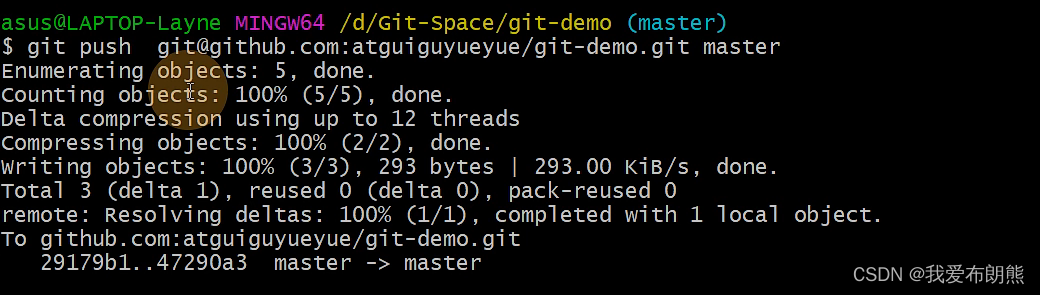 asus@LAPTOP-Layne MINGW64 /d/Git-Space/git-demo (master)
$ git push  git@github.com:atguiguyueyue/git-demo.git master
Enumerating objects: 5, done.
Counting objects: 100% (5/5), done.
Delta compression using up to 12 threads
Compressing objects: 100% (2/2), done.
Writing objects: 100% (3/3), 293 bytes | 293.00 KiB/s, done.
Total 3 (delta 1), reused 0 (delta 0), pack-reused 0
remote: Resolving deltas: 100% (1/1), completed with 1 local object.
To github.com:atguiguyueyue/git-demo.git
   29179b1..47290a3  master -> master
CSDN @我爱布朗熊